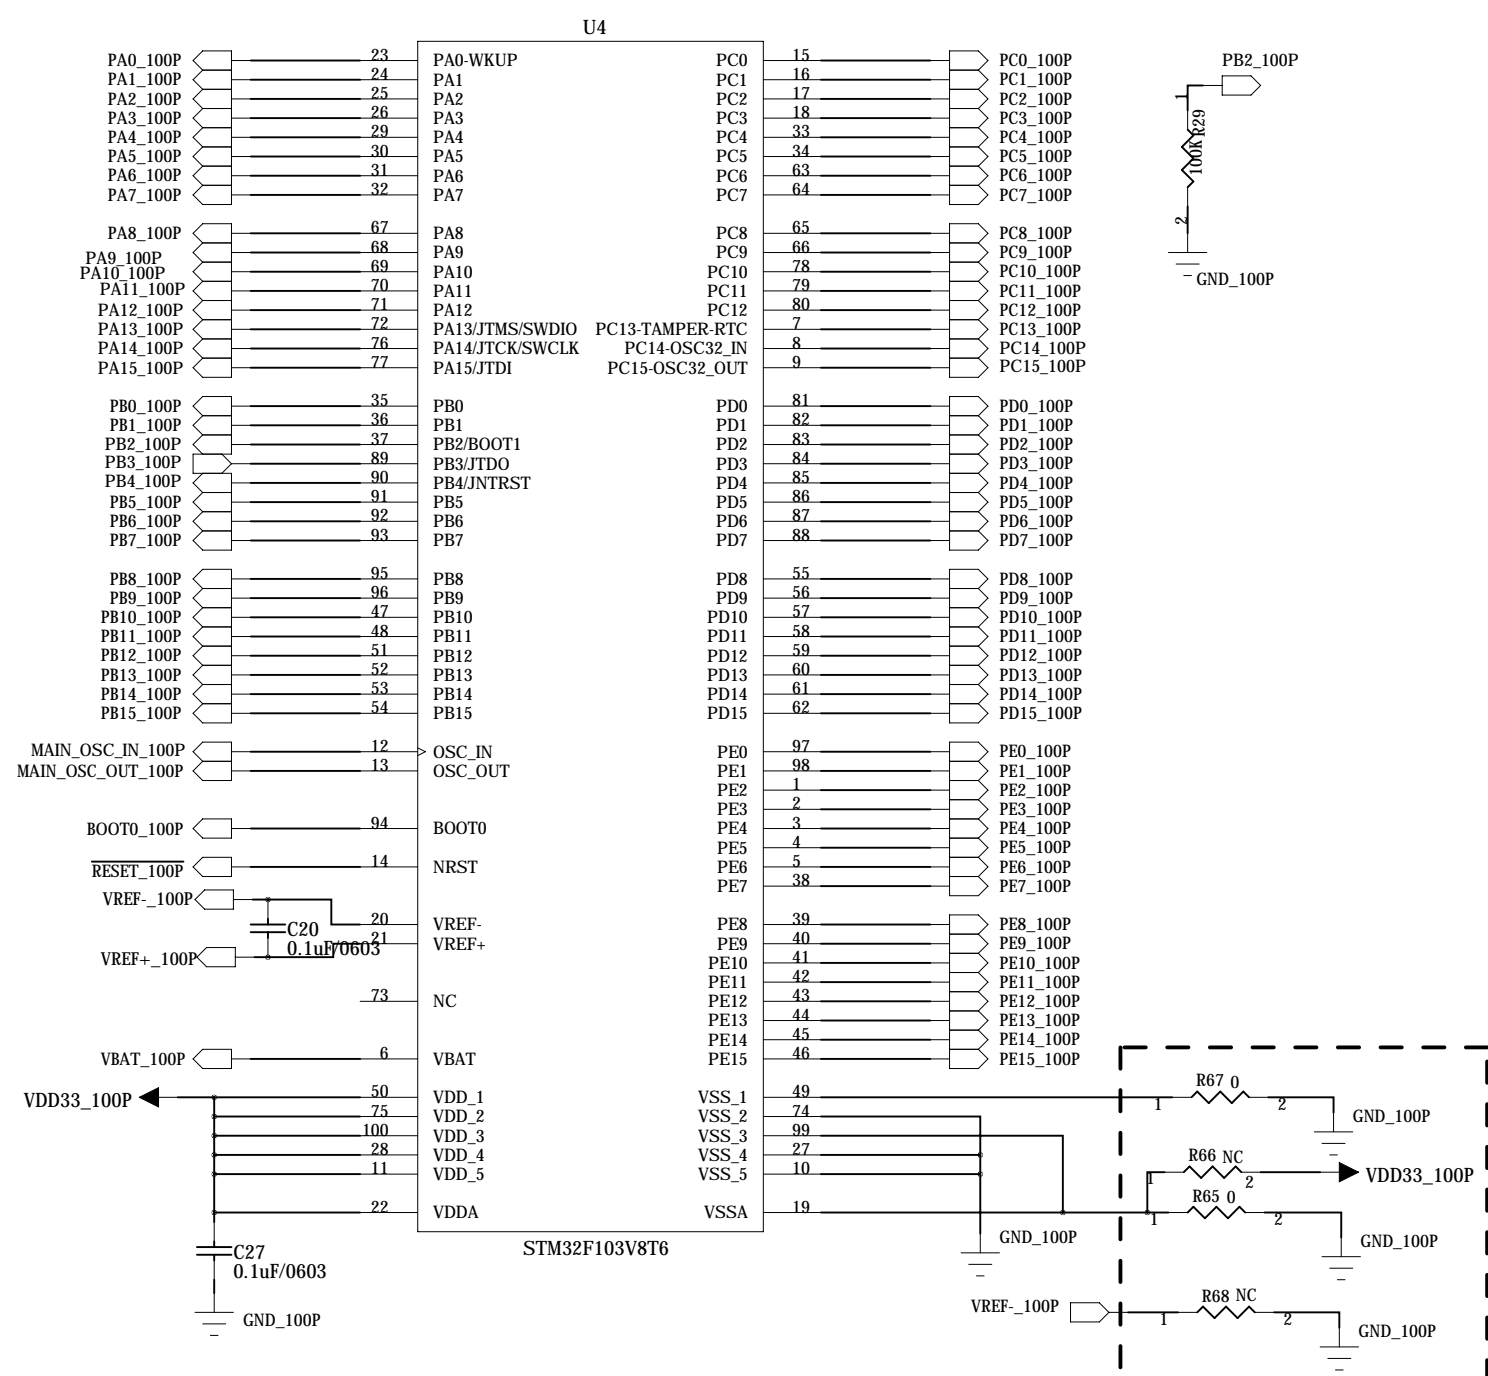 U4
PA0_100P 23 PA0-WKUP PC0 15 PC0_100P
PA1_100P 24 PA1 PC1 16 PC1_100P
PA2_100P 25 PA2 PC2 17 PC2_100P
PA3_100P 26 PA3 PC3 18 PC3_100P
PA4_100P 29 PA4 PC4 33 PC4_100P
PA5_100P 30 PA5 PC5 34 PC5_100P
PA6_100P 31 PA6 PC6 63 PC6_100P
PA7_100P 32 PA7 PC7 64 PC7_100P
PA8_100P 67 PA8 PC8 65 PC8_100P
PA9_100P 68 PA9 PC9 66 PC9_100P
PA10_100P 69 PA10 PC10 78 PC10_100P
PA11_100P 70 PA11 PC11 79 PC11_100P
PA12_100P 71 PA12 PC12 80 PC12_100P
PA13_100P 72 PA13/JTMS/SWDIO PC13-TAMPER-RTC 7 PC13_100P
PA14_100P 76 PA14/JTCK/SWCLK PC14-OSC32_IN 8 PC14_100P
PA15_100P 77 PA15/JTDI PC15-OSC32_OUT 9 PC15_100P
PB0_100P 35 PB0 PD0 81 PD0_100P
PB1_100P 36 PB1 PD1 82 PD1_100P
PB2_100P 37 PB2/BOOT1 PD2 83 PD2_100P
PB3_100P 89 PB3/JTDO PD3 84 PD3_100P
PB4_100P 90 PB4/JNTRST PD4 85 PD4_100P
PB5_100P 91 PB5 PD5 86 PD5_100P
PB6_100P 92 PB6 PD6 87 PD6_100P
PB7_100P 93 PB7 PD7 88 PD7_100P
PB8_100P 95 PB8 PD8 55 PD8_100P
PB9_100P 96 PB9 PD9 56 PD9_100P
PB10_100P 47 PB10 PD10 57 PD10_100P
PB11_100P 48 PB11 PD11 58 PD11_100P
PB12_100P 51 PB12 PD12 59 PD12_100P
PB13_100P 52 PB13 PD13 60 PD13_100P
PB14_100P 53 PB14 PD14 61 PD14_100P
PB15_100P 54 PB15 PD15 62 PD15_100P
MAIN_OSC_IN_100P 12 OSC_IN PE0 97 PE0_100P
MAIN_OSC_OUT_100P 13 OSC_OUT PE1 98 PE1_100P
PE2 1 PE2_100P
PE3 2 PE3_100P
BOOT0_100P 94 BOOT0 PE4 3 PE4_100P
PE5 4 PE5_100P
RESET_100P 14 NRST PE6 5 PE6_100P
PE7 38 PE7_100P
VREF-_100P
20 VREF- PE8 39 PE8_100P
C20
21 VREF+ PE9 40 PE9_100P
0.1uF/0603
VREF+_100P PE10 41 PE10_100P
PE11 42 PE11_100P
73 NC PE12 43 PE12_100P
PE13 44 PE13_100P
PE14 45 PE14_100P
VBAT_100P 6 VBAT PE15 46 PE15_100P
VDD33_100P 50 VDD_1 VSS_1 49
75 VDD_2 VSS_2 74
100 VDD_3 VSS_3 99
28 VDD_4 VSS_4 27
11 VDD_5 VSS_5 10
22 VDDA VSSA 19
STM32F103V8T6
C27
0.1uF/0603
GND_100P
GND_100P
PB2_100P
1
R29
100K
2
GND_100P
R67 0
1 2
GND_100P
R66 NC
1 2
VDD33_100P
R65 0
1 2
GND_100P
VREF-_100P
R68 NC
1 2
GND_100P